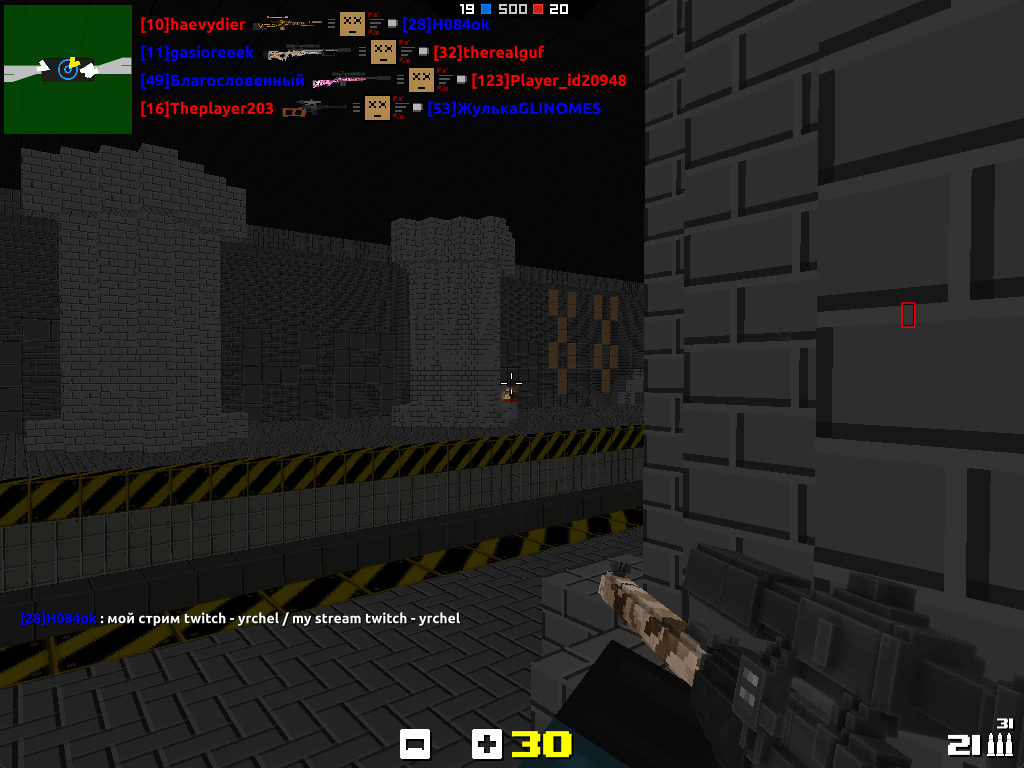 19 500 20
[10]haevydier [28]H084ok
[11]gasioreeek [32]therealguf
[49]Благословенный [123]Player_id20948
[16]Theplayer203 [53]ЖулькаGLINOMES
[28]H084ok : мой стрим twitch - yrchel / my stream twitch - yrchel
30
31
21